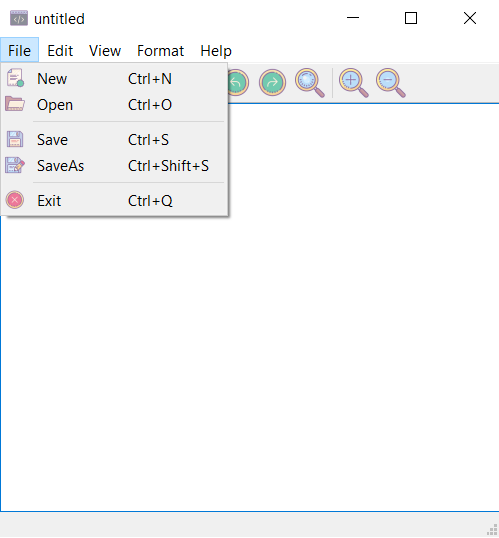 untitled
File Edit View Format Help
New Ctrl+N
Open Ctrl+O
Save Ctrl+S
SaveAs Ctrl+Shift+S
Exit Ctrl+Q